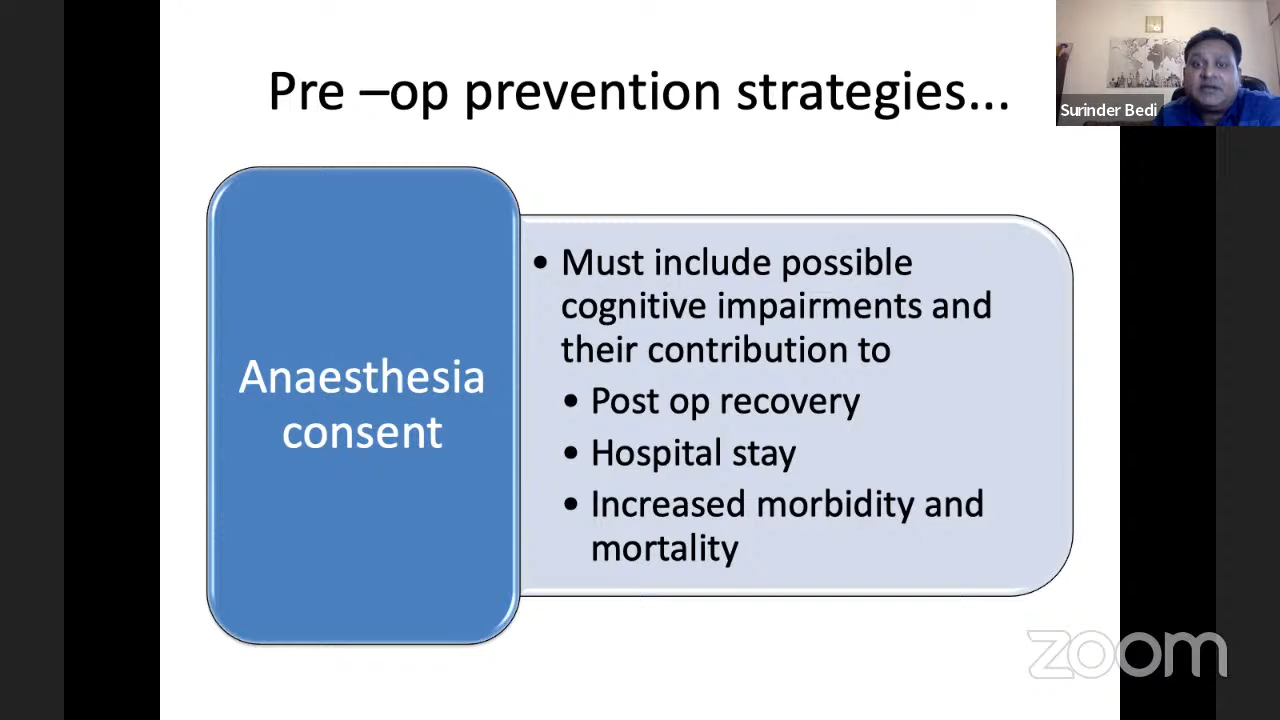 Pre –op prevention strategies...
Surinder Bedi
Anaesthesia
consent
• Must include possible
cognitive impairments and
their contribution to
• Post op recovery
• Hospital stay
• Increased morbidity and
mortality
zoom